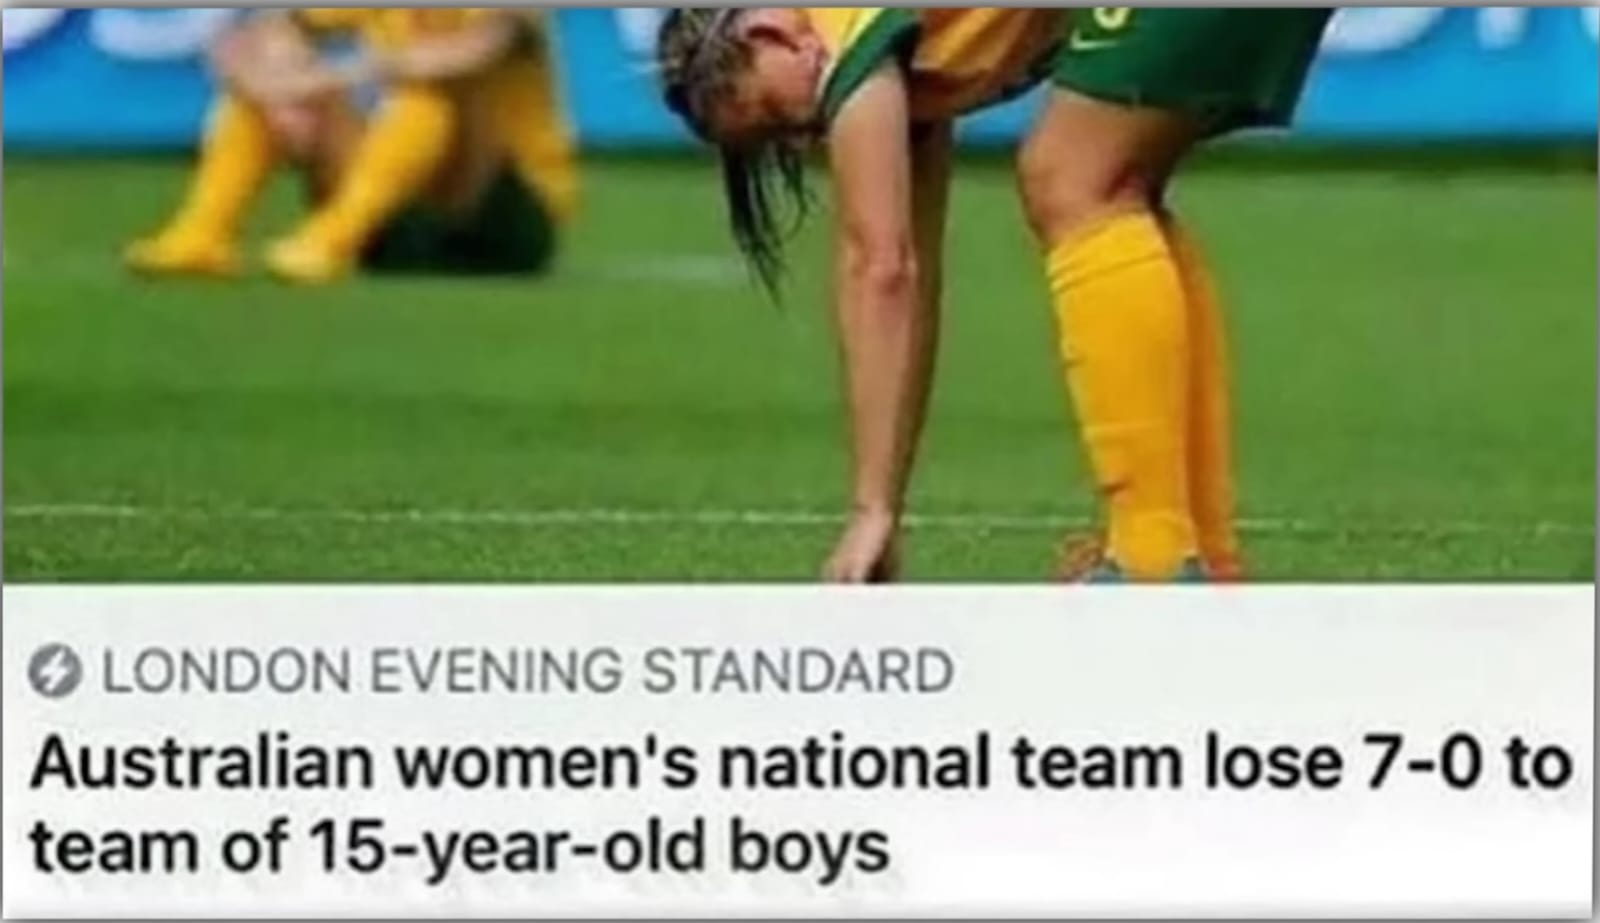 LONDON EVENING STANDARD
Australian women's national team lose 7-0 to
team of 15-year-old boys